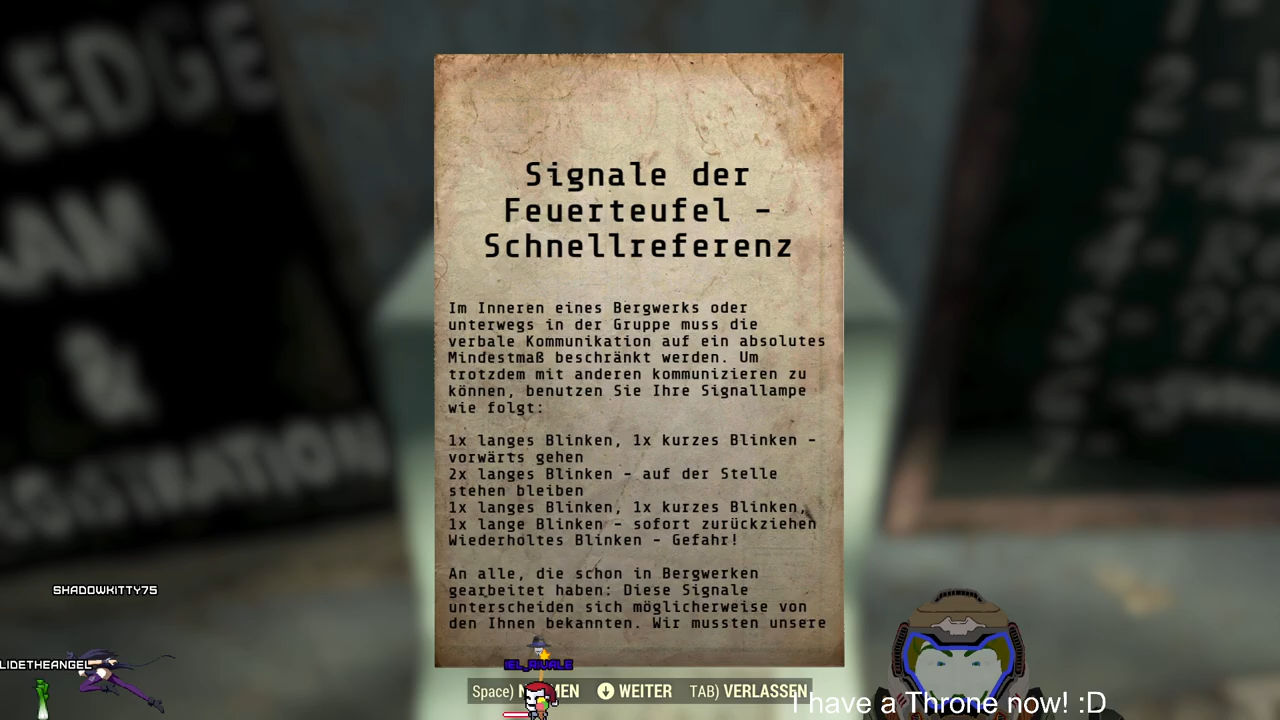 LEDGE
&
Signale der
Feuerteufel -
Schnellreferenz
Im Inneren eines Bergwerks oder
unterwegs in der Gruppe muss die
verbale Kommunikation auf ein absolutes
Mindestmaß beschränkt werden. Um
trotzdem mit anderen kommunizieren zu
können, benutzen Sie Ihre Signallampe
wie folgt:
1x langes Blinken, 1x kurzes Blinken -
vorwärts gehen
2x langes Blinken - auf der Stelle
stehen bleiben
1x langes Blinken, 1x kurzes Blinken,
1x lange Blinken - sofort zurückziehen
Wiederholtes Blinken - Gefahr!
An alle, die schon in Bergwerken
gearbeitet haben: Diese Signale
unterscheiden sich möglicherweise von
den Ihnen bekannten. Wir mussten unsere
SHADOWKITTY75
LIDETHEANGEL
Space) WEITER TAB) VERLASSEN
I have a Throne now! :D